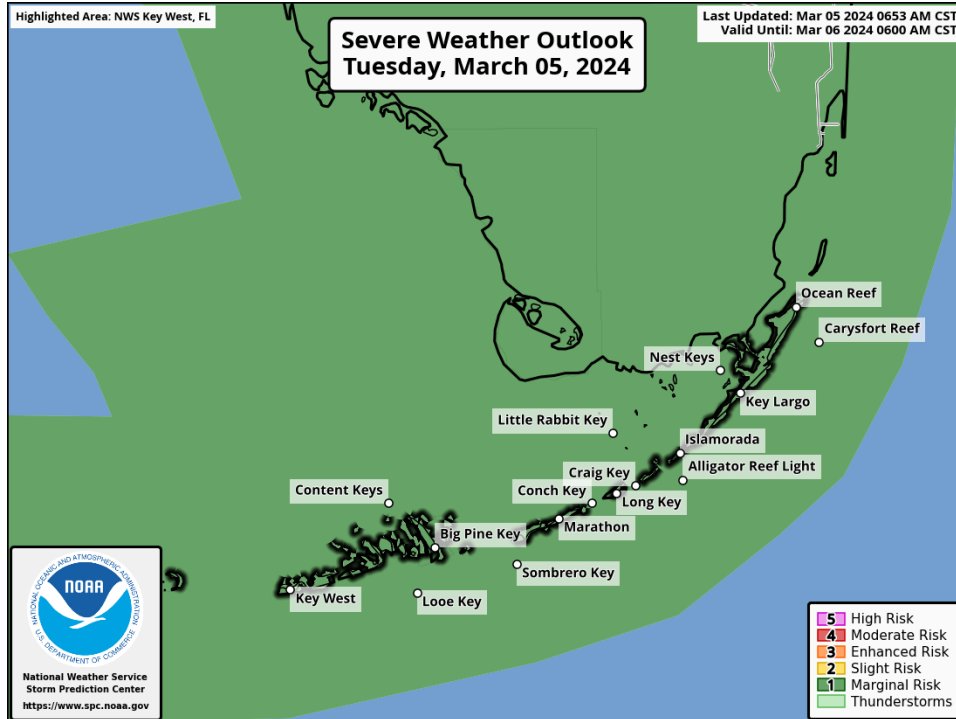 Highlighted Area: NWS Key West, FL
Last Updated: Mar 05 2024 0653 AM CST
Valid Until: Mar 06 2024 0600 AM CST
Severe Weather Outlook
Tuesday, March 05, 2024
Ocean Reef
Carysfort Reef
Nest Keys
Key Largo
Little Rabbit Key
Islamorada
Alligator Reef Light
Craig Key
Content Keys
Conch Key
Long Key
Marathon
Big Pine Key
Sombrero Key
Key West
Looe Key
NATIONAL OCEANIC AND ATMOSPHERIC ADMINISTRATION
NOAA
U.S. DEPARTMENT OF COMMERCE
National Weather Service
Storm Prediction Center
https://www.spc.noaa.gov
5 High Risk
4 Moderate Risk
3 Enhanced Risk
2 Slight Risk
1 Marginal Risk
Thunderstorms